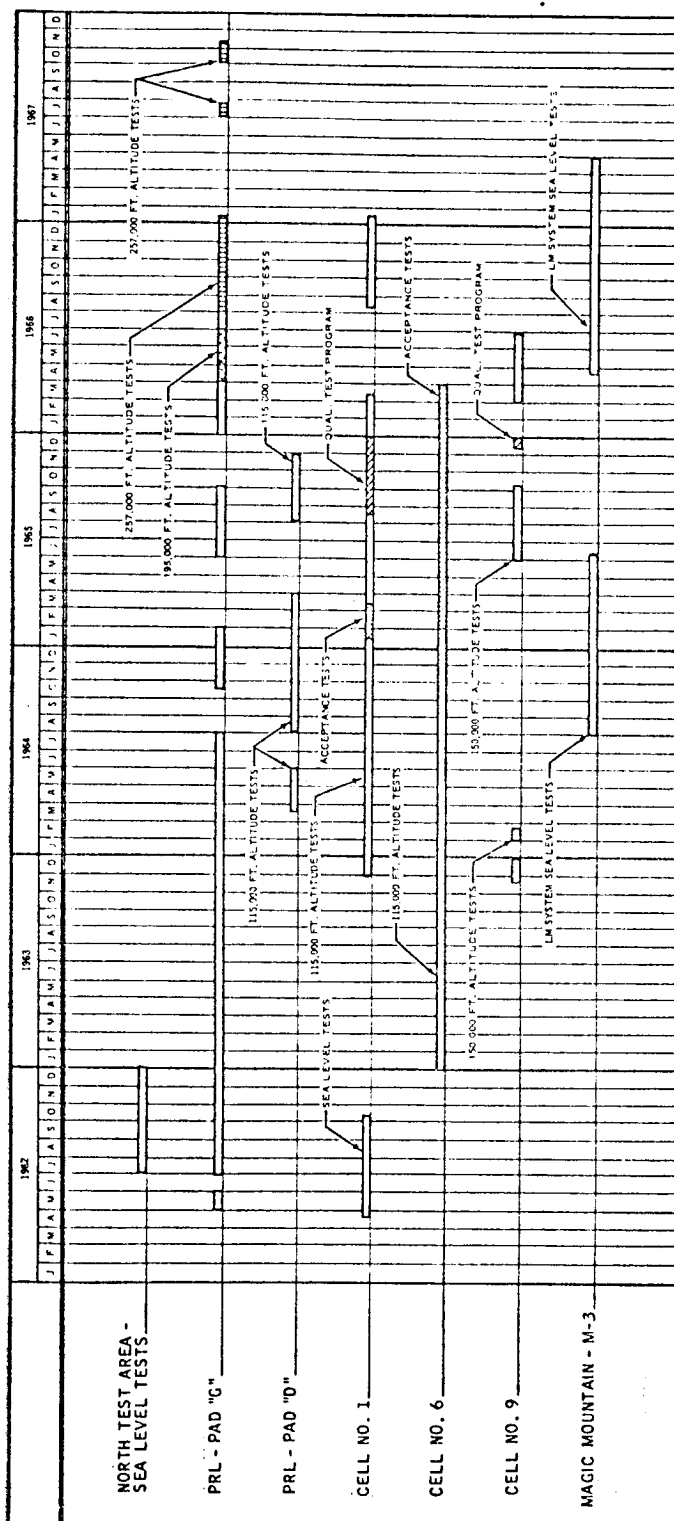 1962 1963 1964 1965 1966 1967
J F M A M J J A S O N D J F M A M J J A S O N D J F M A M J J A S O N D J F M A M J J A S O N D J F M A M J J A S O N D J F M A M J J A S O N D
NORTH TEST AREA -
SEA LEVEL TESTS
PRL - PAD "G"
257,000 FT. ALTITUDE TESTS
195,000 FT. ALTITUDE TESTS
257,000 FT. ALTITUDE TESTS
PRL - PAD "D"
115,000 FT. ALTITUDE TESTS
115,000 FT. ALTITUDE TESTS
CELL NO. 1
SEA LEVEL TESTS
115,000 FT. ALTITUDE TESTS
ACCEPTANCE TESTS
QUAL. TEST PROGRAM
CELL NO. 6
115,000 FT. ALTITUDE TESTS
ACCEPTANCE TESTS
CELL NO. 9
150,000 FT. ALTITUDE TESTS
150,000 FT. ALTITUDE TESTS
QUAL. TEST PROGRAM
MAGIC MOUNTAIN - M-3
LM SYSTEM SEA LEVEL TESTS
LM SYSTEM SEA LEVEL TESTS